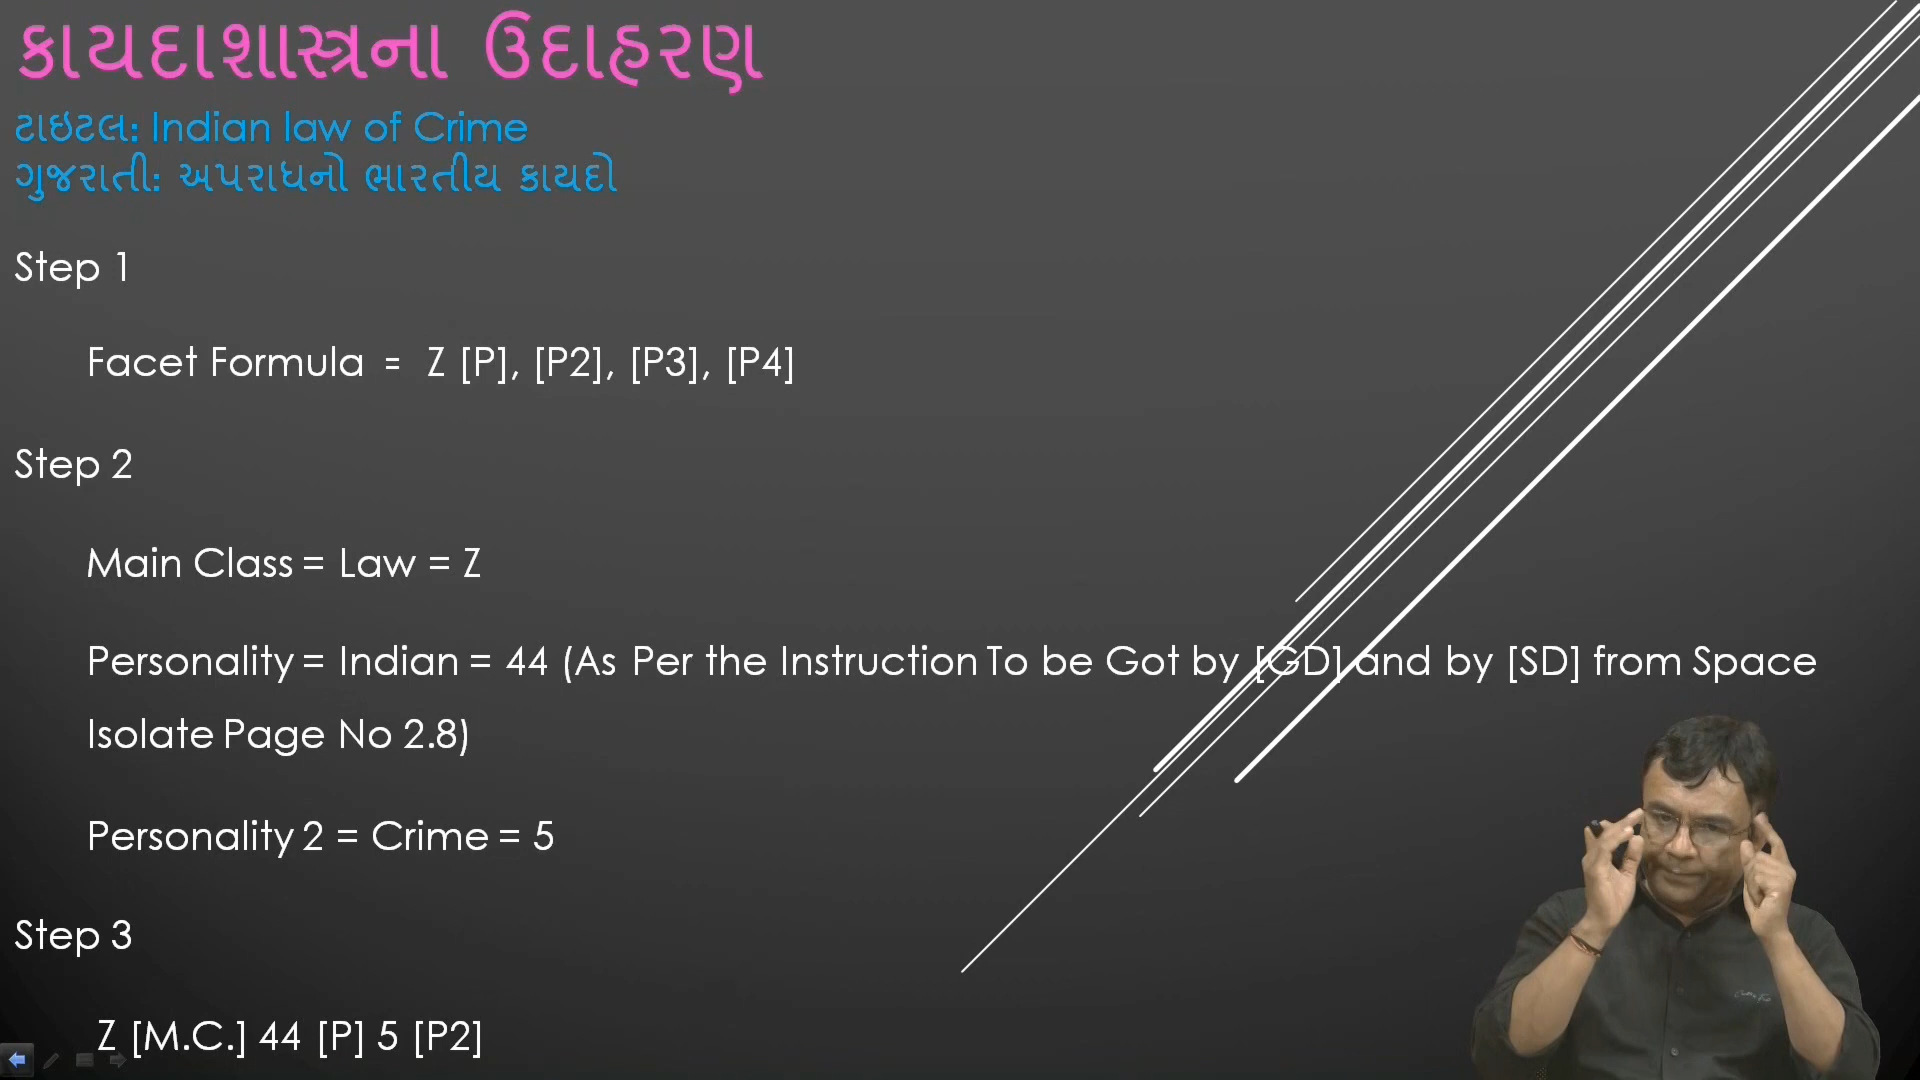 કાયદાશાસ્ત્રના ઉદાહરણ
ટાઇટલ: Indian law of Crime
ગુજરાતી: અપરાધનો ભારતીય કાયદો
Step 1
Facet Formula = Z [P], [P2], [P3], [P4]
Step 2
Main Class = Law = Z
Personality = Indian = 44 (As Per the Instruction To be Got by [GD] and by [SD] from Space
Isolate Page No 2.8)
Personality 2 = Crime = 5
Step 3
Z [M.C.] 44 [P] 5 [P2]